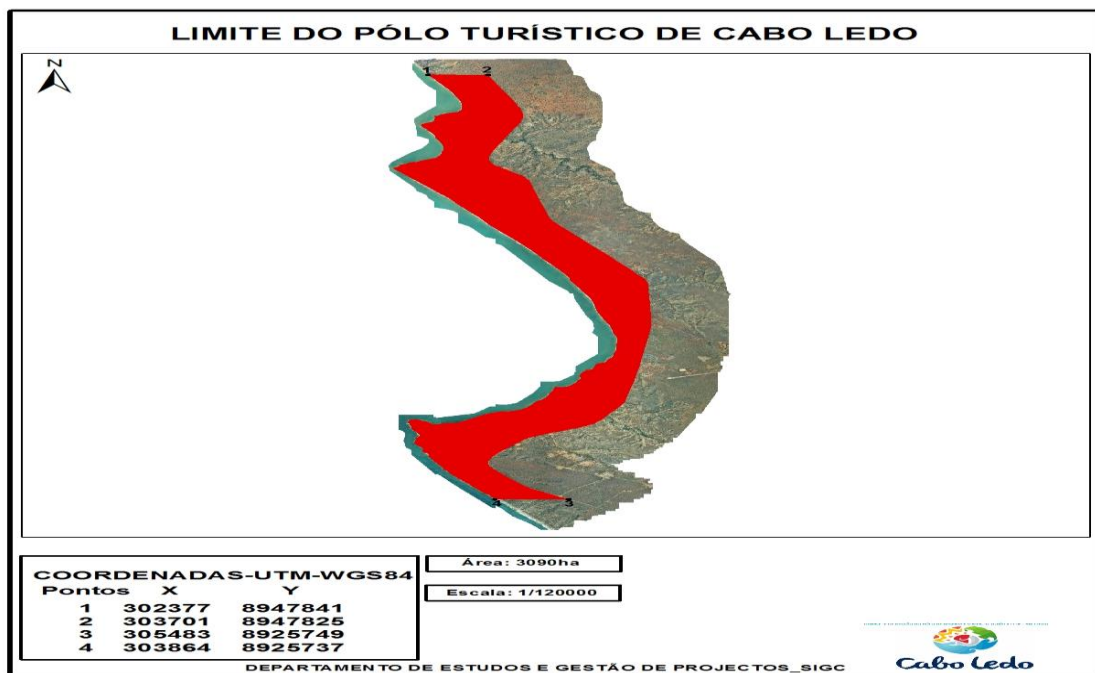 LIMITE DO PÓLO TURÍSTICO DE CABO LEDO
N
1 2
4 3
COORDENADAS-UTM-WGS84
Pontos X Y
1 302377 8947841
2 303701 8947825
3 305483 8925749
4 303864 8925737
Área: 3090ha
Escala: 1/120000
Cabo Ledo
DEPARTAMENTO DE ESTUDOS E GESTÃO DE PROJECTOS_SIGC